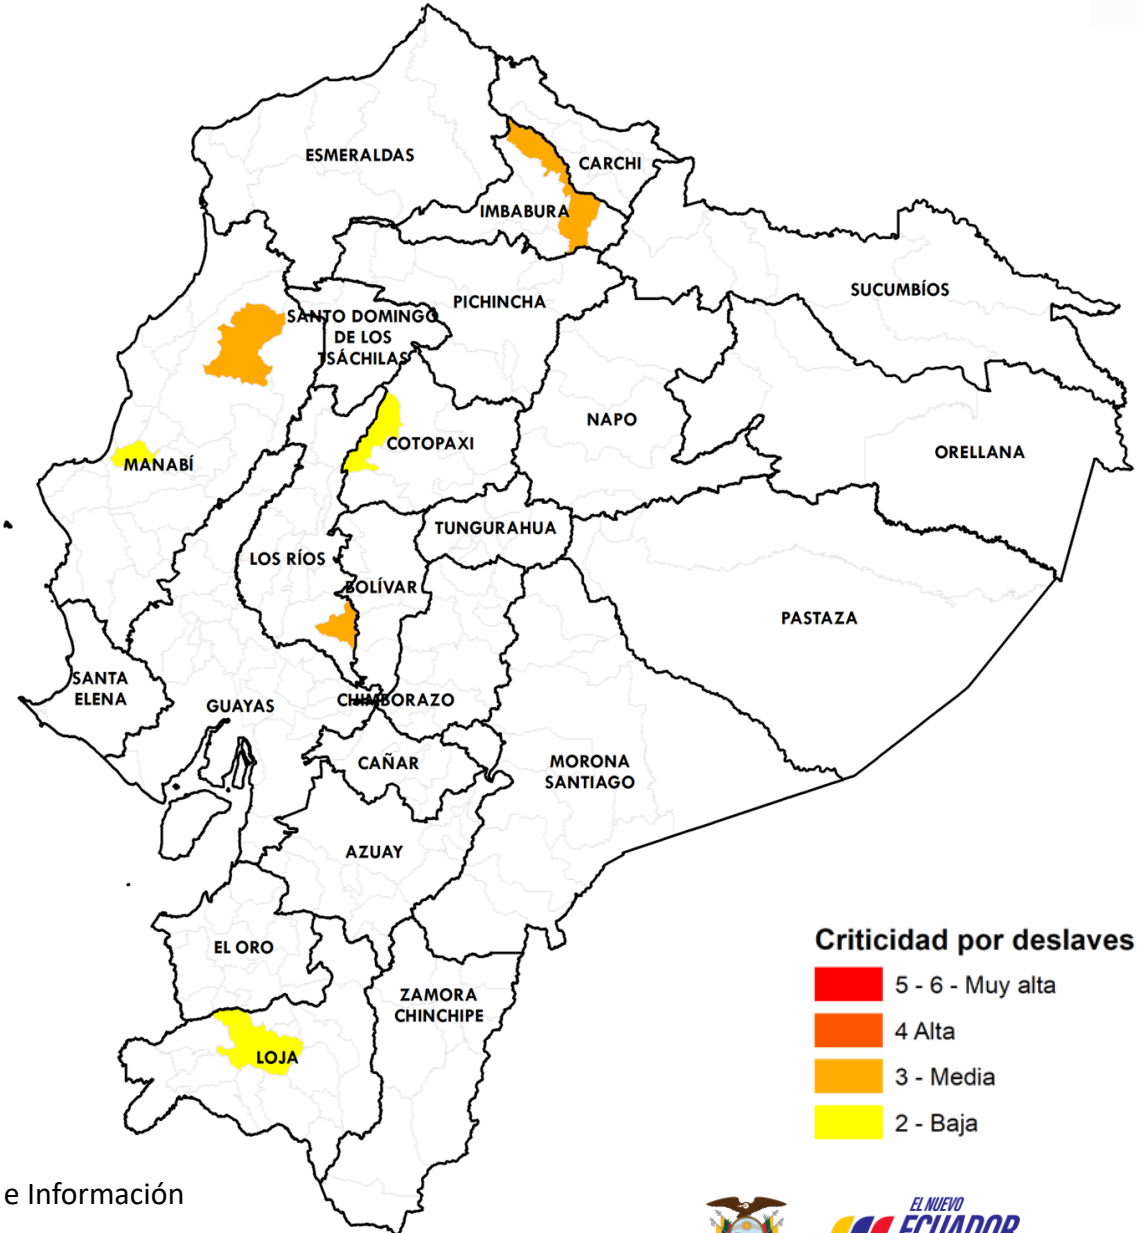 ESMERALDAS
CARCHI
IMBABURA
SUCUMBÍOS
PICHINCHA
SANTO DOMINGO
DE LOS
TSÁCHILAS
NAPO
COTOPAXI
ORELLANA
MANABÍ
TUNGURAHUA
LOS RÍOS
BOLÍVAR
PASTAZA
SANTA
ELENA
GUAYAS
CHIMBORAZO
CAÑAR
MORONA
SANTIAGO
AZUAY
EL ORO
ZAMORA
CHINCHIPE
LOJA
Criticidad por deslaves
5 - 6 - Muy alta
4 Alta
3 - Media
2 - Baja
e Información
EL NUEVO
ECUADOR